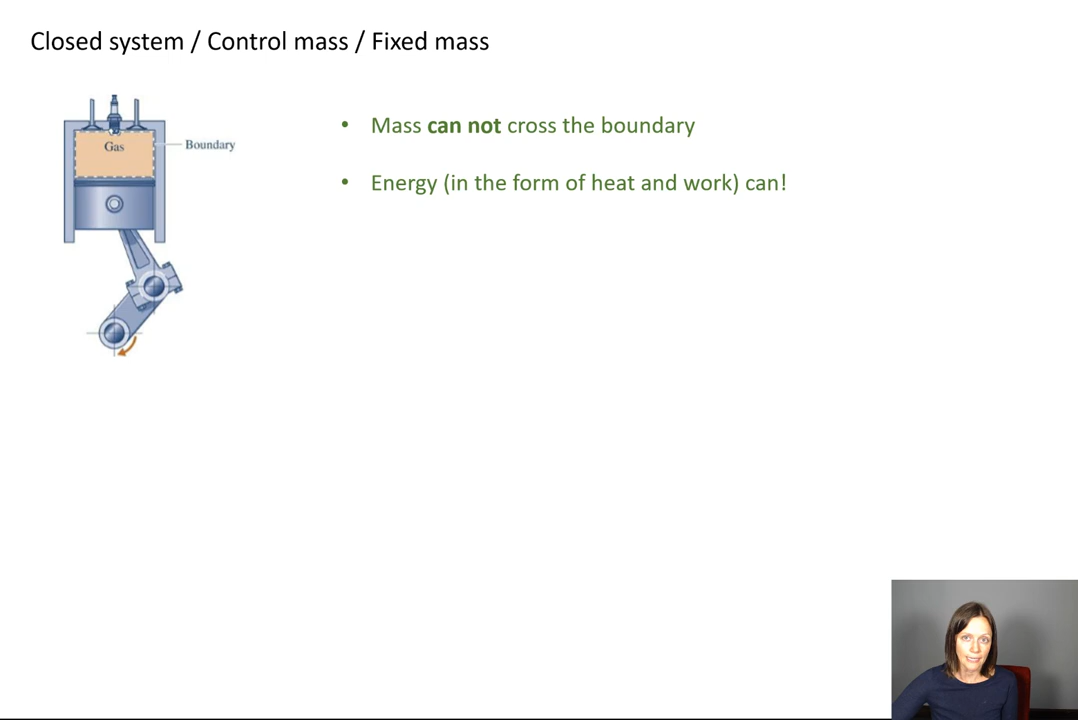 Closed system / Control mass / Fixed mass
Gas
Boundary
• Mass can not cross the boundary
• Energy (in the form of heat and work) can!